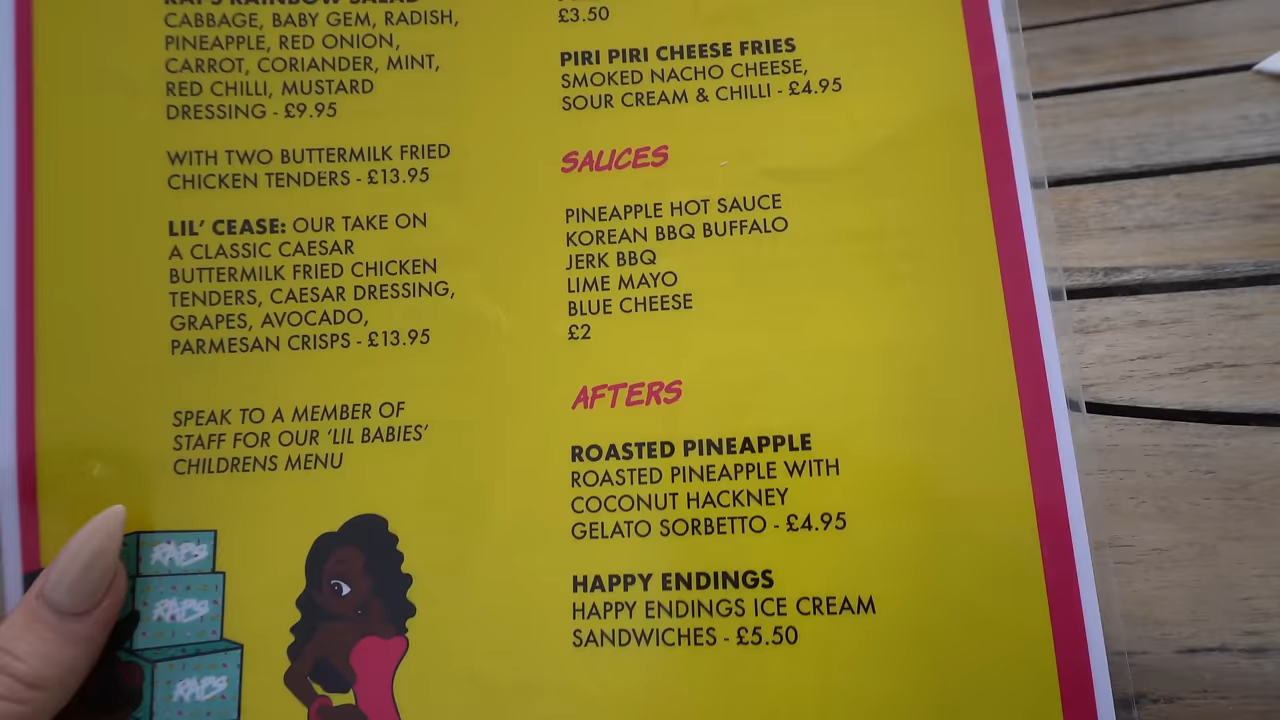 RAINBOW SALAD
CABBAGE, BABY GEM, RADISH,
PINEAPPLE, RED ONION,
CARROT, CORIANDER, MINT,
RED CHILLI, MUSTARD
DRESSING - £9.95
WITH TWO BUTTERMILK FRIED
CHICKEN TENDERS - £13.95
LIL' CEASE: OUR TAKE ON
A CLASSIC CAESAR
BUTTERMILK FRIED CHICKEN
TENDERS, CAESAR DRESSING,
GRAPES, AVOCADO,
PARMESAN CRISPS - £13.95
SPEAK TO A MEMBER OF
STAFF FOR OUR 'LIL BABIES'
CHILDRENS MENU
RAPS
RAPS
RAPS
£3.50
PIRI PIRI CHEESE FRIES
SMOKED NACHO CHEESE,
SOUR CREAM & CHILLI - £4.95
SAUCES
PINEAPPLE HOT SAUCE
KOREAN BBQ BUFFALO
JERK BBQ
LIME MAYO
BLUE CHEESE
£2
AFTERS
ROASTED PINEAPPLE
ROASTED PINEAPPLE WITH
COCONUT HACKNEY
GELATO SORBETTO - £4.95
HAPPY ENDINGS
HAPPY ENDINGS ICE CREAM
SANDWICHES - £5.50